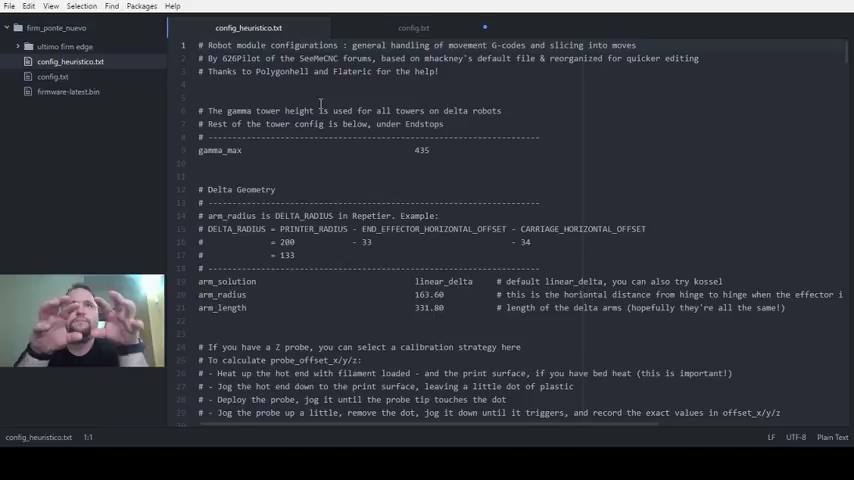 File Edit View Selection Find Packages Help
firm_ponte_nuevo
ultimo firm edge
config_heuristico.txt
config.txt
firmware-latest.bin
config_heuristico.txt config.txt
1 # Robot module configurations : general handling of movement G-codes and slicing into moves
2 # By 626Pilot of the SeeMeCNC forums, based on mhackney's default file & reorganized for quicker editing
3 # Thanks to Polygonhell and Flateric for the help!
4
5
6 # The gamma tower height is used for all towers on delta robots
7 # Rest of the tower config is below, under Endstops
8 # ---------------------------------------------------------------
9 gamma_max 435
10
11
12 # Delta Geometry
13 # ---------------------------------------------------------------
14 # arm_radius is DELTA_RADIUS in Repetier. Example:
15 # DELTA_RADIUS = PRINTER_RADIUS - END_EFFECTOR_HORIZONTAL_OFFSET - CARRIAGE_HORIZONTAL_OFFSET
16 # = 200 - 33 - 34
17 # = 133
18 # ---------------------------------------------------------------
19 arm_solution linear_delta # default linear_delta, you can also try kossel
20 arm_radius 163.60 # this is the horiontal distance from hinge to hinge when the effector i
21 arm_length 331.80 # length of the delta arms (hopefully they're all the same!)
22
23
24 # If you have a Z probe, you can select a calibration strategy here
25 # To calculate probe_offset_x/y/z:
26 # - Heat up the hot end with filament loaded - and the print surface, if you have bed heat (this is important!)
27 # - Jog the hot end down to the print surface, leaving a little dot of plastic
28 # - Deploy the probe, jog it until the probe tip touches the dot
29 # - Jog the probe up a little, remove the dot, jog it down until it triggers, and record the exact values in offset_x/y/z
config_heuristico.txt 1:1 LF UTF-8 Plain Text